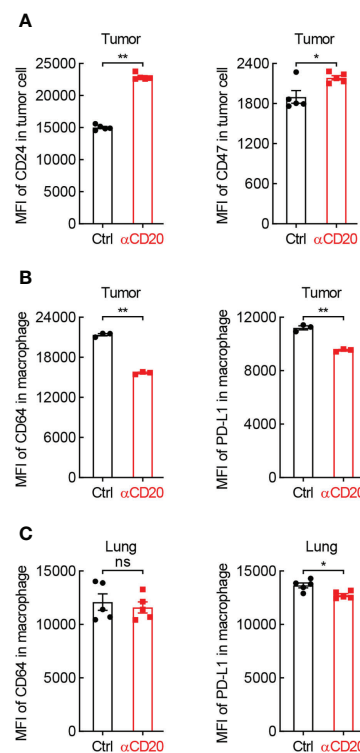 A
Tumor
**
MFI of CD24 in tumor cell
25000
20000
15000
10000
5000
0
Ctrl αCD20
Tumor
*
MFI of CD47 in tumor cell
2400
1800
1200
600
Ctrl αCD20
B
Tumor
**
MFI of CD64 in macrophage
24000
18000
12000
6000
0
Ctrl αCD20
Tumor
**
MFI of PD-L1 in macrophage
12000
8000
4000
0
Ctrl αCD20
C
Lung
ns
MFI of CD64 in macrophage
15000
10000
5000
0
Ctrl αCD20
Lung
*
MFI of PD-L1 in macrophage
15000
10000
5000
0
Ctrl αCD20